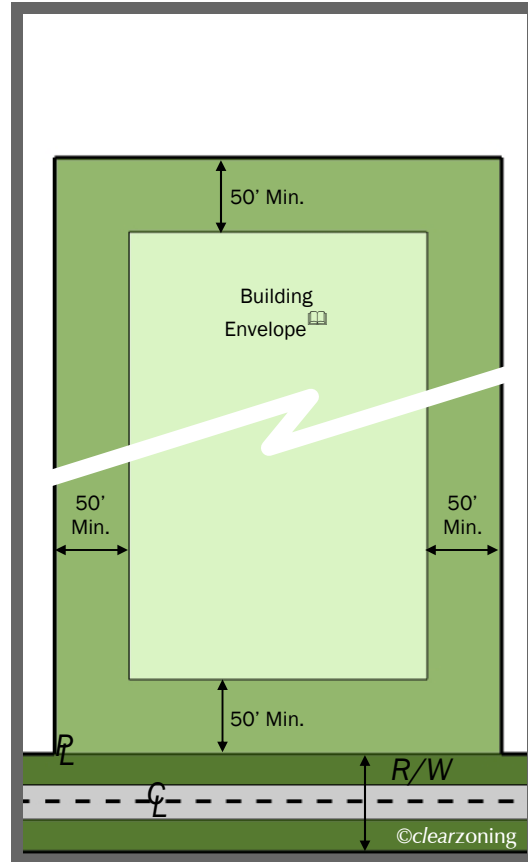 50’ Min.
Building
Envelope
50’
Min.
50’
Min.
50’ Min.
PL
R/W
CL
©clearzoning